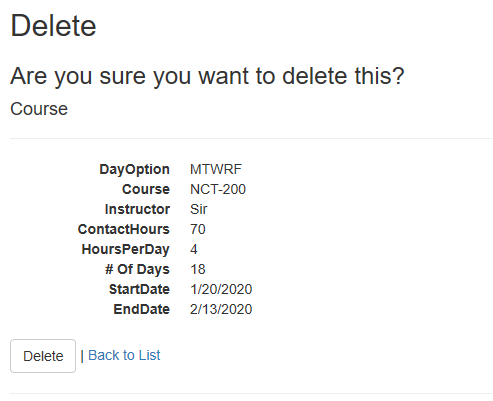 Delete
Are you sure you want to delete this?
Course
DayOption MTWRF
Course NCT-200
Instructor Sir
ContactHours 70
HoursPerDay 4
# Of Days 18
StartDate 1/20/2020
EndDate 2/13/2020
Delete | Back to List